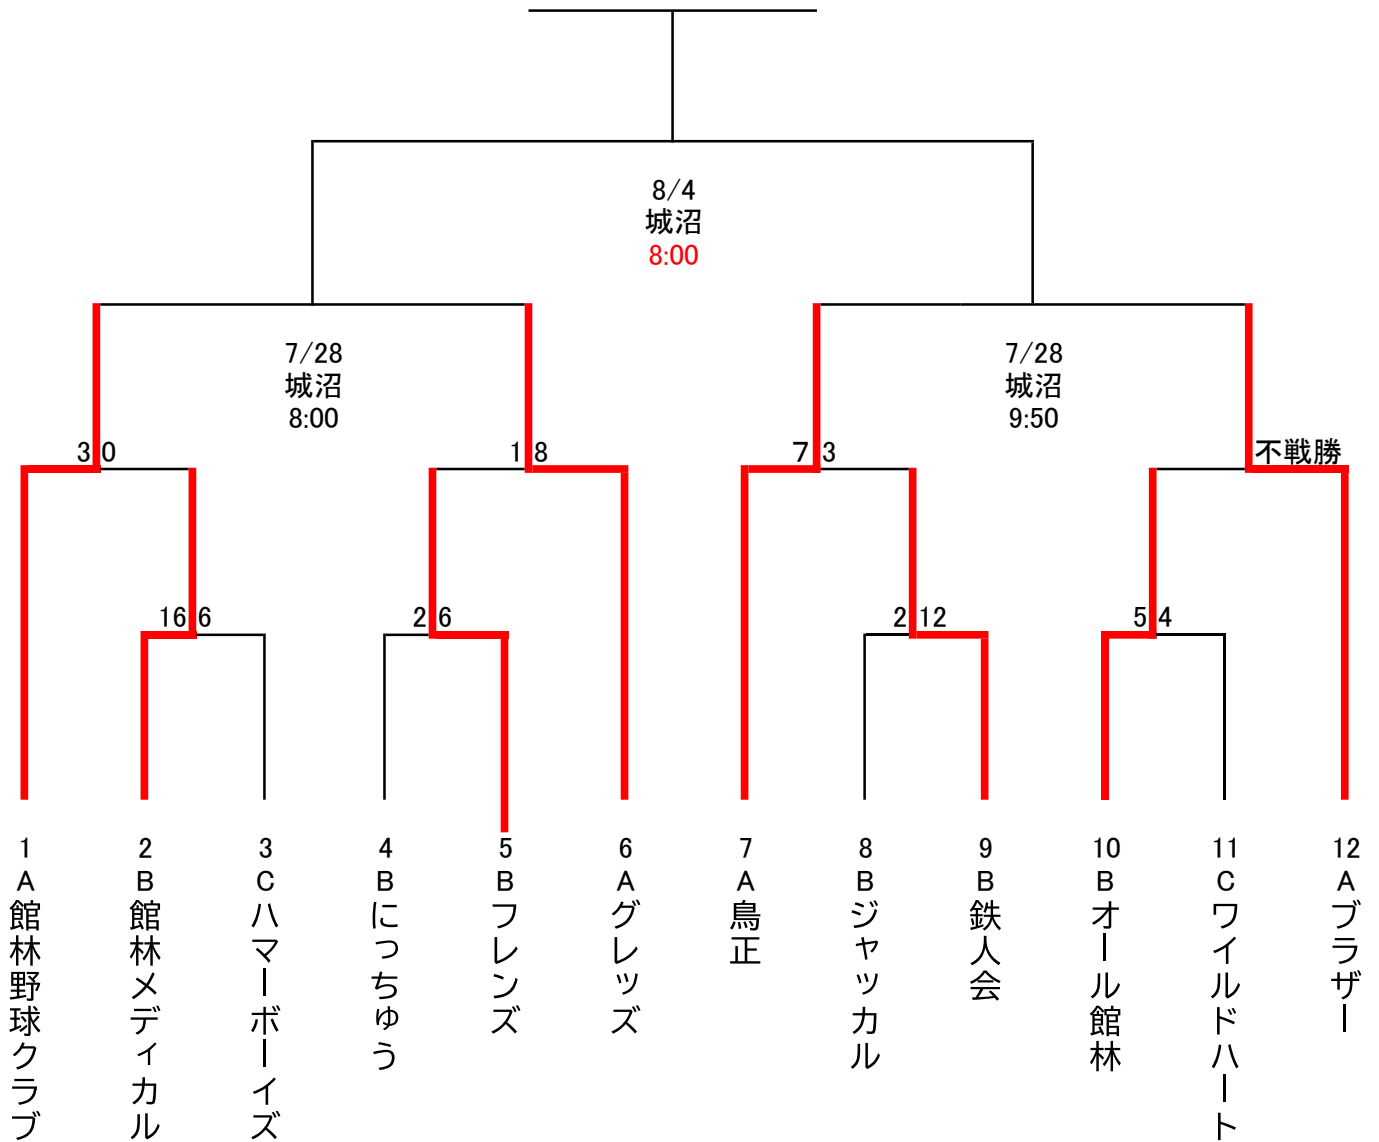 8/4
城沼
8:00
7/28
城沼
8:00
7/28
城沼
9:50
3 0
1 8
7 3
不戦勝
16 6
2 6
2 12
5 4
1
A
館林野球クラブ
2
B
館林メディカル
3
C
ハマーボーイズ
4
B
にっちゅう
5
B
フレンズ
6
A
グレッズ
7
A
鳥正
8
B
ジャッカル
9
B
鉄人会
10
B
オール館林
11
C
ワイルドハート
12
A
ブラザー